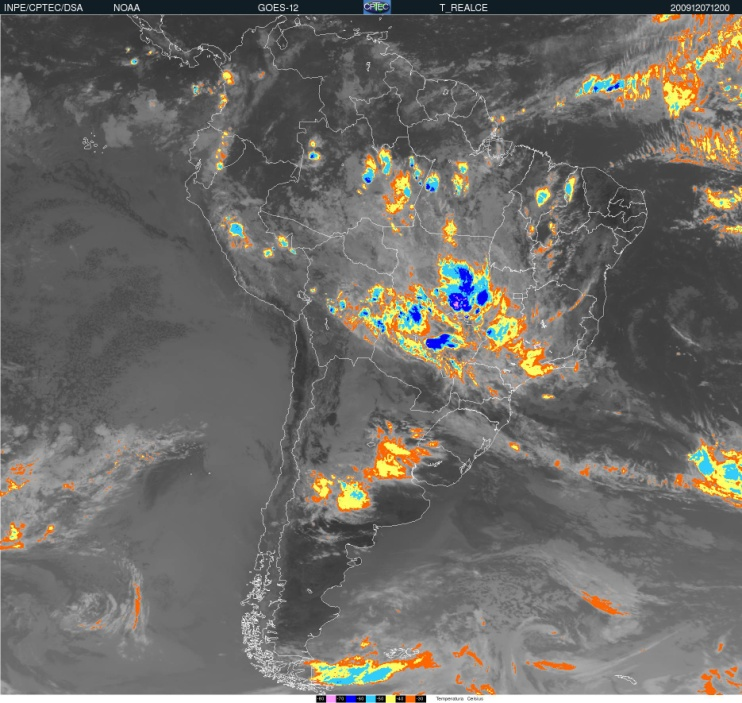 INPE/CPTEC/DSA NOAA GOES-12 CPTEC T_REALCE 200912071200
-80 -70 -60 -50 -40 -30 Temperatura Celsius